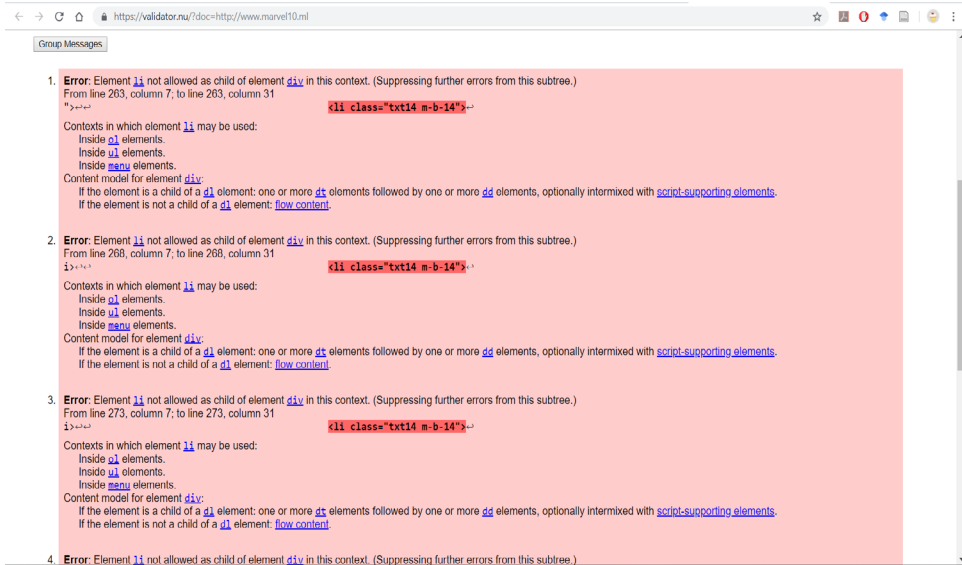 https://validator.nu/?doc=http://www.marvel10.ml
Group Messages
1. Error: Element li not allowed as child of element div in this context. (Suppressing further errors from this subtree.)
From line 263, column 7; to line 263, column 31
">↩↩ <li class="txt14 m-b-14">↩
Contexts in which element li may be used:
Inside ol elements.
Inside ul elements.
Inside menu elements.
Content model for element div:
If the element is a child of a dl element: one or more dt elements followed by one or more dd elements, optionally intermixed with script-supporting elements.
If the element is not a child of a dl element: flow content.
2. Error: Element li not allowed as child of element div in this context. (Suppressing further errors from this subtree.)
From line 268, column 7; to line 268, column 31
i>↩↩ <li class="txt14 m-b-14">↩
Contexts in which element li may be used:
Inside ol elements.
Inside ul elements.
Inside menu elements.
Content model for element div:
If the element is a child of a dl element: one or more dt elements followed by one or more dd elements, optionally intermixed with script-supporting elements.
If the element is not a child of a dl element: flow content.
3. Error: Element li not allowed as child of element div in this context. (Suppressing further errors from this subtree.)
From line 273, column 7; to line 273, column 31
i>↩↩ <li class="txt14 m-b-14">↩
Contexts in which element li may be used:
Inside ol elements.
Inside ul elements.
Inside menu elements.
Content model for element div:
If the element is a child of a dl element: one or more dt elements followed by one or more dd elements, optionally intermixed with script-supporting elements.
If the element is not a child of a dl element: flow content.
4. Error: Element li not allowed as child of element div in this context. (Suppressing further errors from this subtree.)